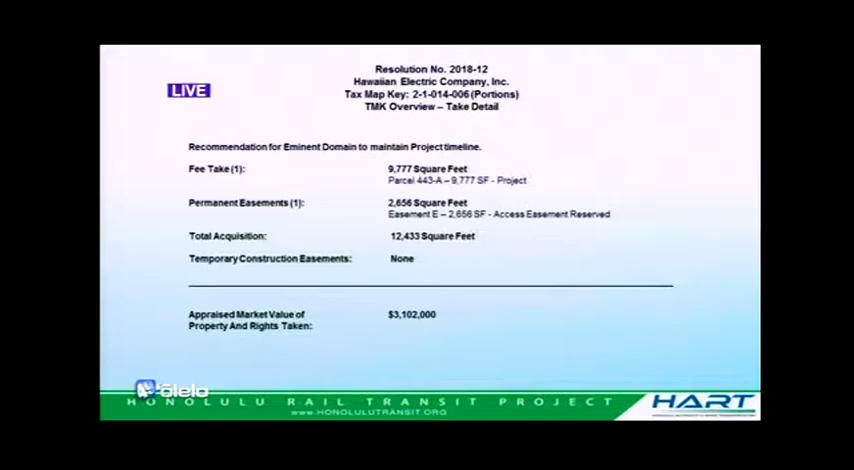 Resolution No. 2018-12
LIVE
Hawaiian Electric Company, Inc.
Tax Map Key: 2-1-014-006 (Portions)
TMK Overview – Take Detail
Recommendation for Eminent Domain to maintain Project timeline.
Fee Take (1): 9,777 Square Feet
Parcel 443-A – 9,777 SF - Project
Permanent Easements (1): 2,656 Square Feet
Easement E – 2,656 SF - Access Easement Reserved
Total Acquisition: 12,433 Square Feet
Temporary Construction Easements: None
Appraised Market Value of $3,102,000
Property And Rights Taken:
'ōlelo
HONOLULU RAIL TRANSIT PROJECT
www.HONOLULUTRANSIT.ORG
HART